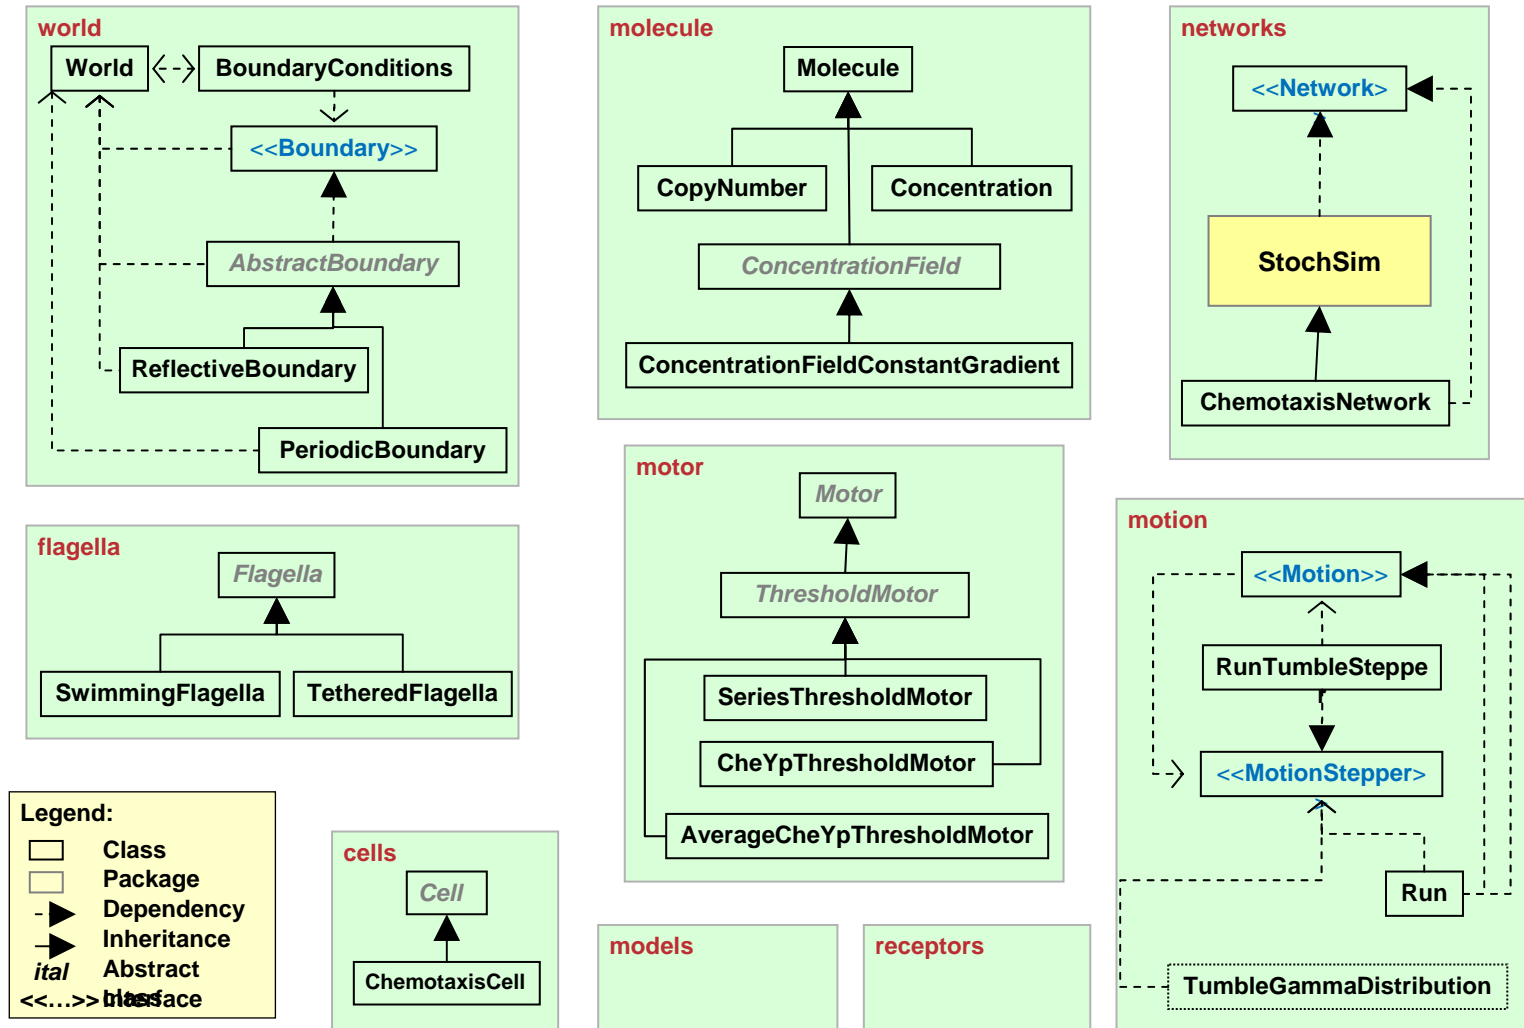 world
World
BoundaryConditions
<<Boundary>>
AbstractBoundary
ReflectiveBoundary
PeriodicBoundary
molecule
Molecule
CopyNumber
Concentration
ConcentrationField
ConcentrationFieldConstantGradient
networks
<<Network>
>
StochSim
ChemotaxisNetwork
flagella
Flagella
SwimmingFlagella
TetheredFlagella
motor
Motor
ThresholdMotor
SeriesThresholdMotor
CheYpThresholdMotor
AverageCheYpThresholdMotor
motion
<<Motion>>
RunTumbleSteppe
r
<<MotionStepper>
>
Run
TumbleGammaDistribution
Legend:
Class
Package
Dependency
Inheritance
ital Abstract
class
<<...>> Interface
cells
Cell
ChemotaxisCell
models
receptors